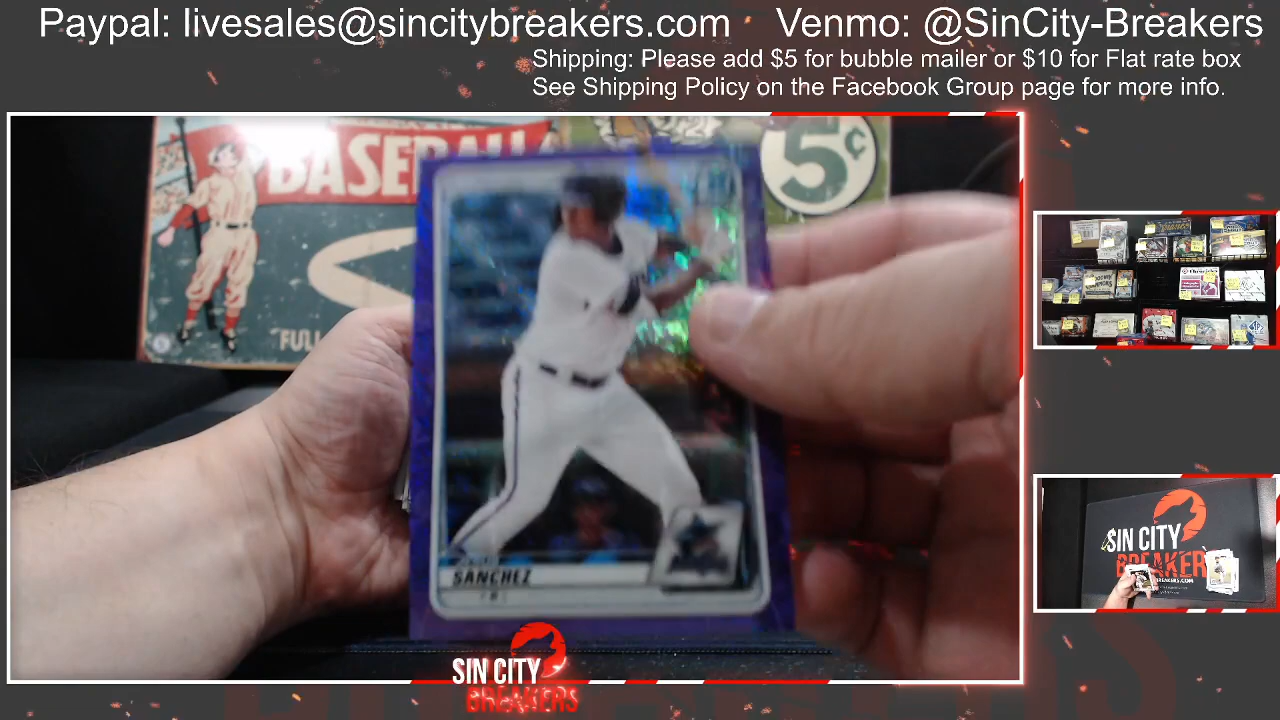 Paypal: livesales@sincitybreakers.com Venmo: @SinCity-Breakers
Shipping: Please add $5 for bubble mailer or $10 for Flat rate box
See Shipping Policy on the Facebook Group page for more info.
BASEBALL
5¢
FULL
SANCHEZ
SIN CITY
BREAKERS
SIN CITY
BREAKERS